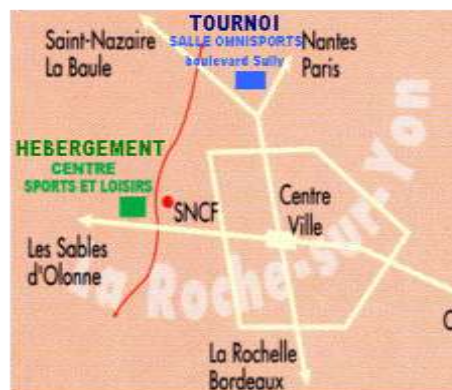 TOURNOI
Saint-Nazaire
La Baule
SALLE OMNISPORTS
boulevard Sully
Nantes
Paris
HEBERGEMENT
CENTRE
SPORTS ET LOISIRS
SNCF
Centre
Ville
Les Sables
d'Olonne
La Roche-sur-Yon
La Rochelle
Bordeaux